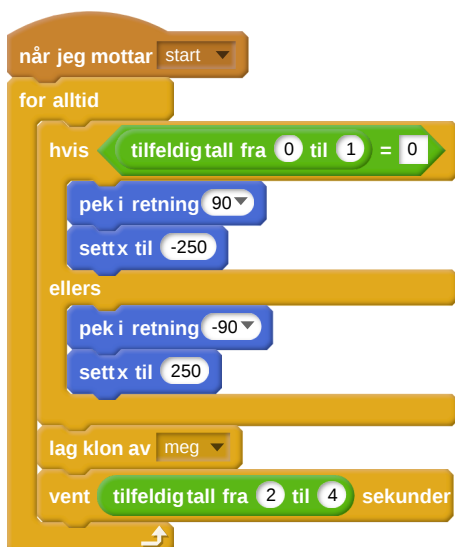 når jeg mottar start
for alltid
hvis tilfeldig tall fra 0 til 1 = 0
pek i retning 90
sett x til -250
ellers
pek i retning -90
sett x til 250
lag klon av meg
vent tilfeldig tall fra 2 til 4 sekunder